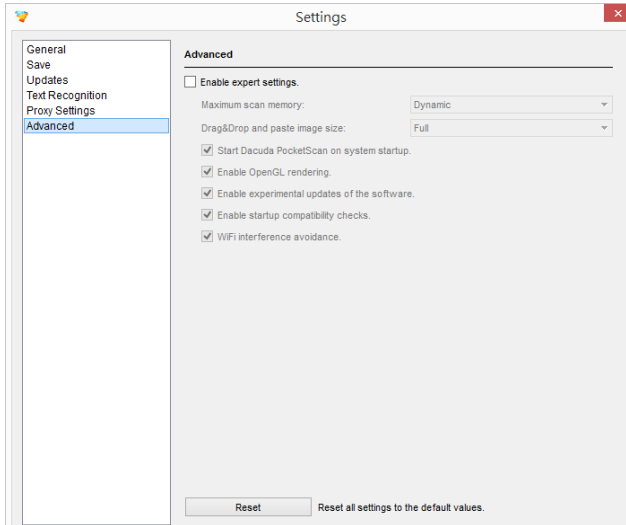 Settings
General
Save
Updates
Text Recognition
Proxy Settings
Advanced
Advanced
Enable expert settings.
Maximum scan memory: Dynamic
Drag&Drop and paste image size: Full
Start Dacuda PocketScan on system startup.
Enable OpenGL rendering.
Enable experimental updates of the software.
Enable startup compatibility checks.
WiFi interference avoidance.
Reset Reset all settings to the default values.